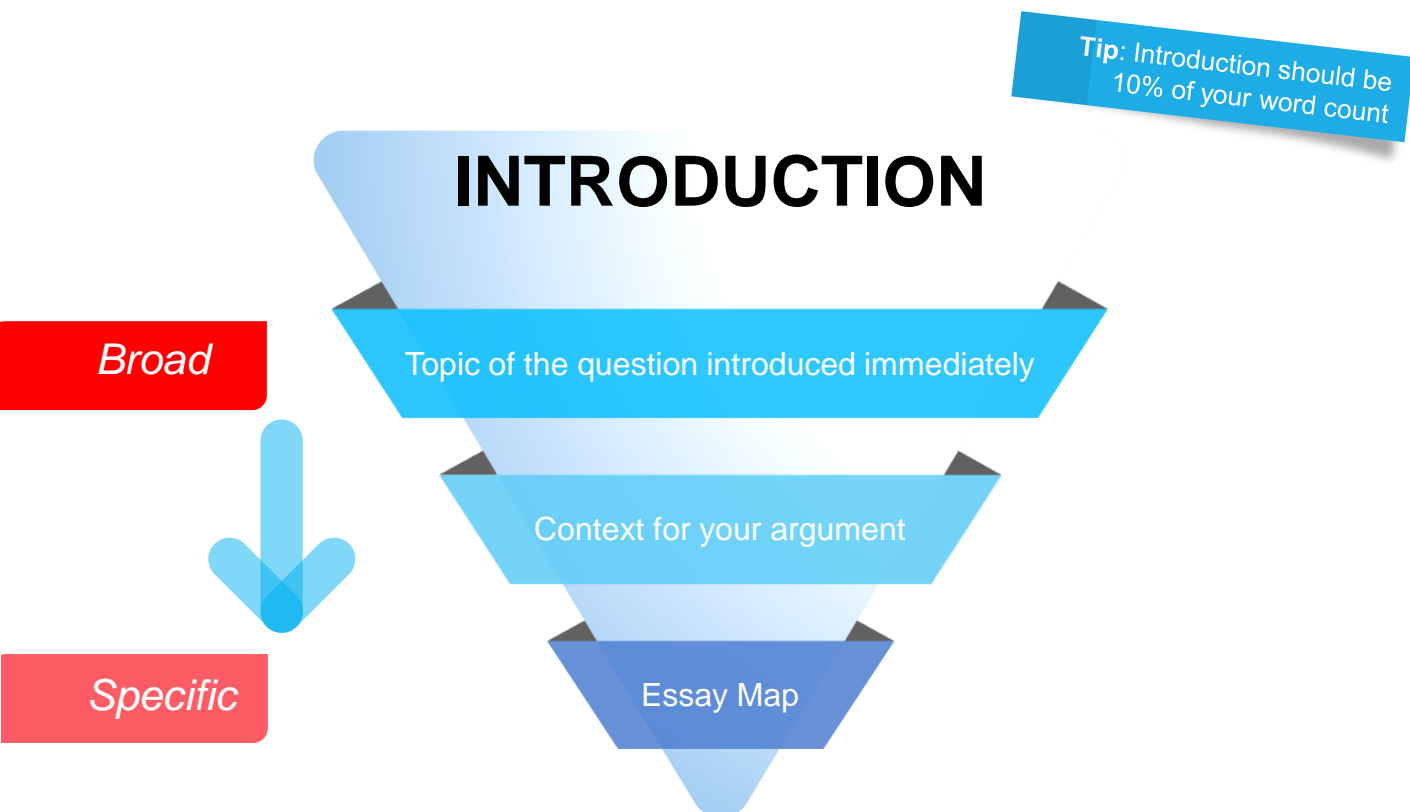 Tip: Introduction should be
10% of your word count
INTRODUCTION
Broad
Topic of the question introduced immediately
Context for your argument
Specific
Essay Map